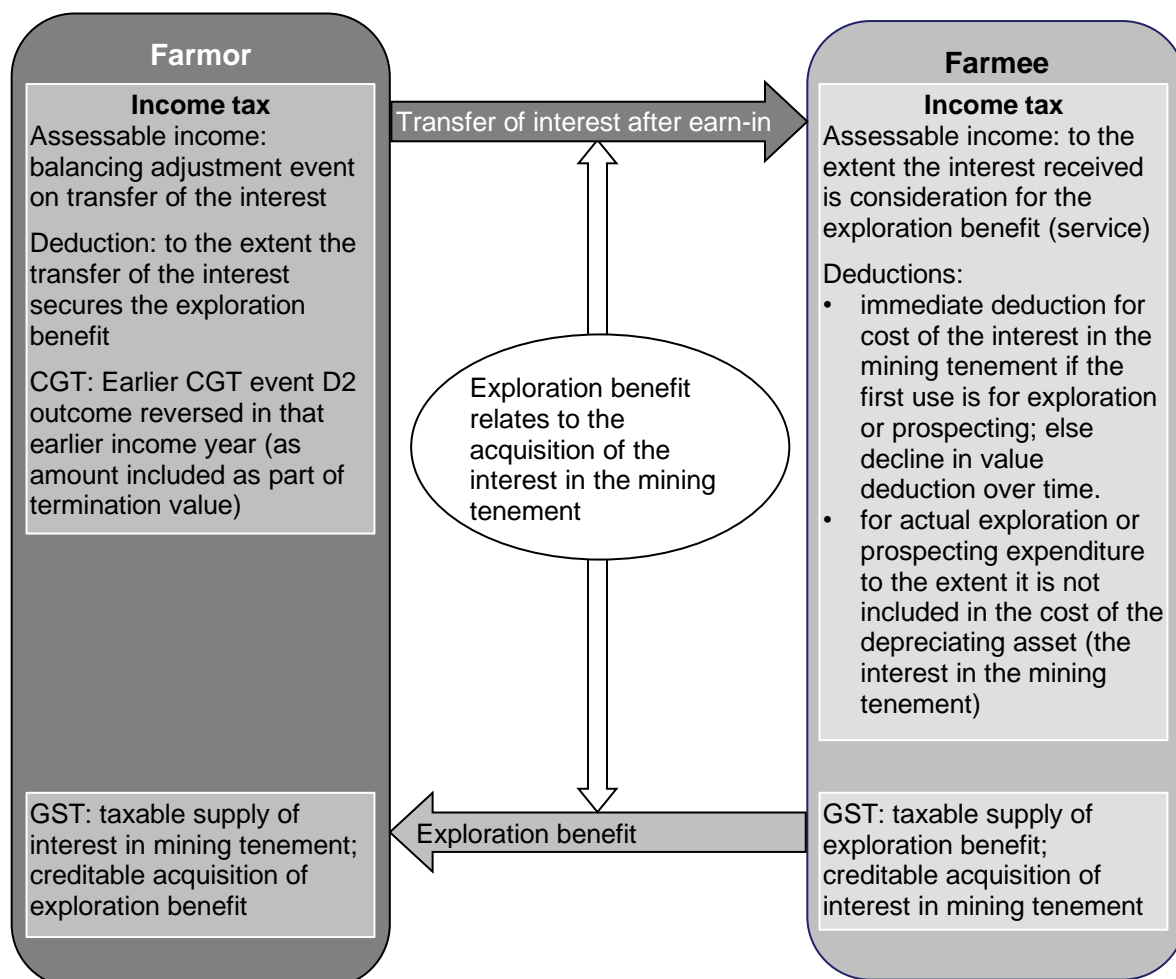 Farmor
Income tax
Assessable income:
balancing adjustment event
on transfer of the interest
Deduction: to the extent the
transfer of the interest
secures the exploration
benefit
CGT: Earlier CGT event D2
outcome reversed in that
earlier income year (as
amount included as part of
termination value)
GST: taxable supply of
interest in mining tenement;
creditable acquisition of
exploration benefit
Transfer of interest after earn-in
Exploration benefit
relates to the
acquisition of the
interest in the mining
tenement
Exploration benefit
Farmee
Income tax
Assessable income: to the
extent the interest received
is consideration for the
exploration benefit (service)
Deductions:
• immediate deduction for
cost of the interest in the
mining tenement if the
first use is for exploration
or prospecting; else
decline in value
deduction over time.
• for actual exploration or
prospecting expenditure
to the extent it is not
included in the cost of the
depreciating asset (the
interest in the mining
tenement)
GST: taxable supply of
exploration benefit;
creditable acquisition of
interest in mining tenement